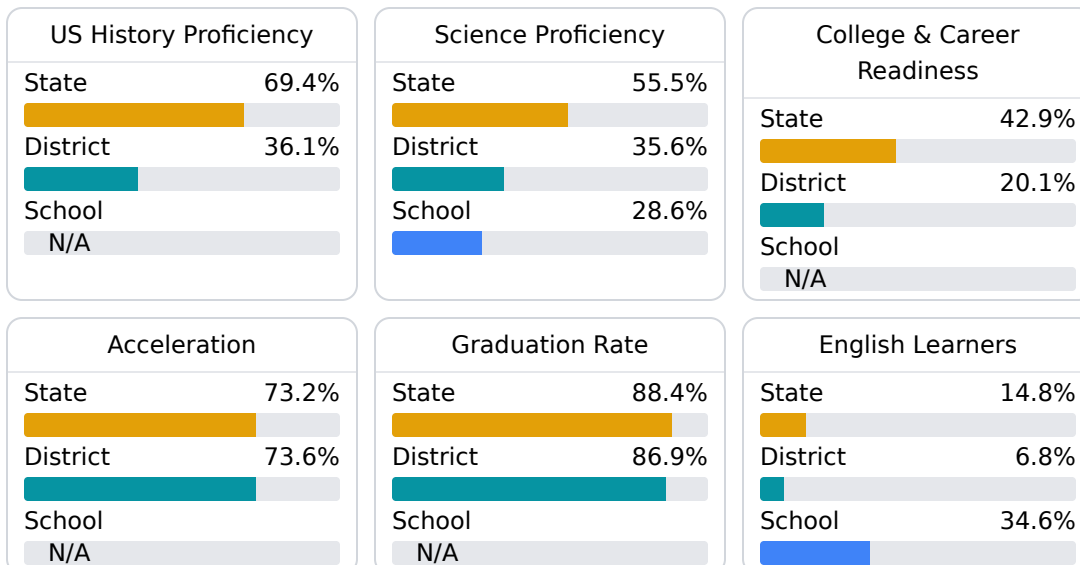 US History Proficiency
State 69.4%
District 36.1%
School
N/A
Science Proficiency
State 55.5%
District 35.6%
School 28.6%
College & Career
Readiness
State 42.9%
District 20.1%
School
N/A
Acceleration
State 73.2%
District 73.6%
School
N/A
Graduation Rate
State 88.4%
District 86.9%
School
N/A
English Learners
State 14.8%
District 6.8%
School 34.6%